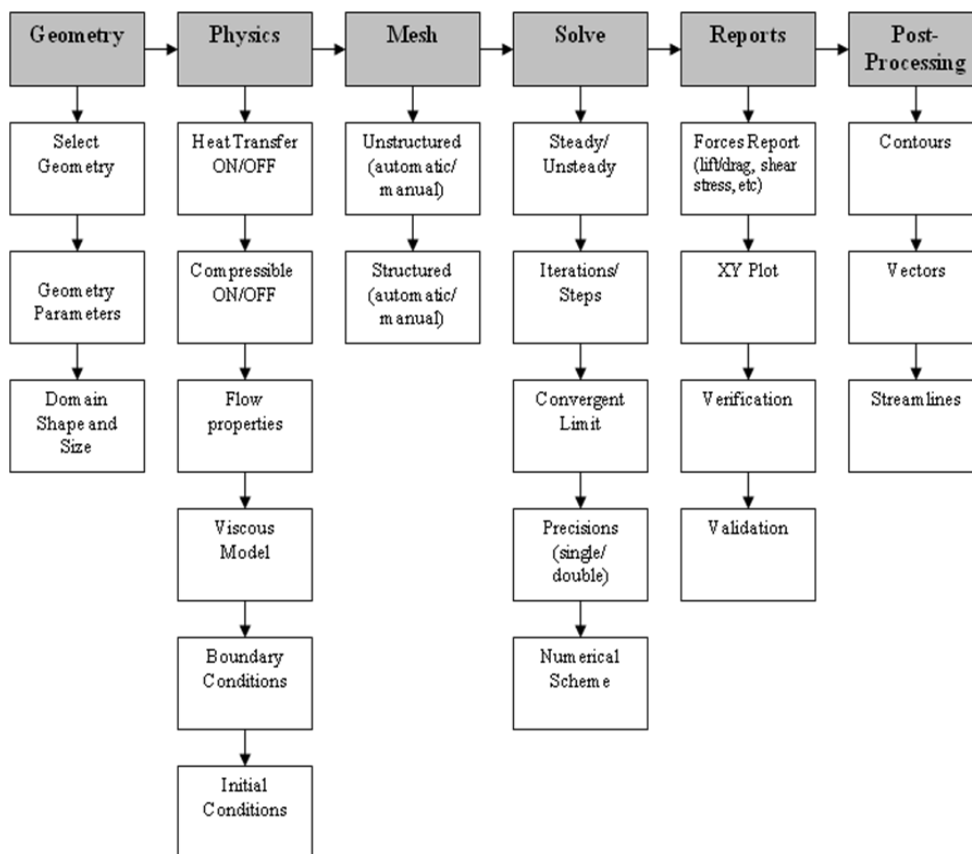 Geometry
Physics
Mesh
Solve
Reports
Post-
Processing
Select
Geometry
Geometry
Parameters
Domain
Shape and
Size
Heat Transfer
ON/OFF
Compressible
ON/OFF
Flow
properties
Viscous
Model
Boundary
Conditions
Initial
Conditions
Unstructured
(automatic/
manual)
Structured
(automatic/
manual)
Steady/
Unsteady
Iterations/
Steps
Convergent
Limit
Precisions
(single/
double)
Numerical
Scheme
Forces Report
(lift/drag, shear
stress, etc)
XY Plot
Verification
Validation
Contours
Vectors
Streamlines